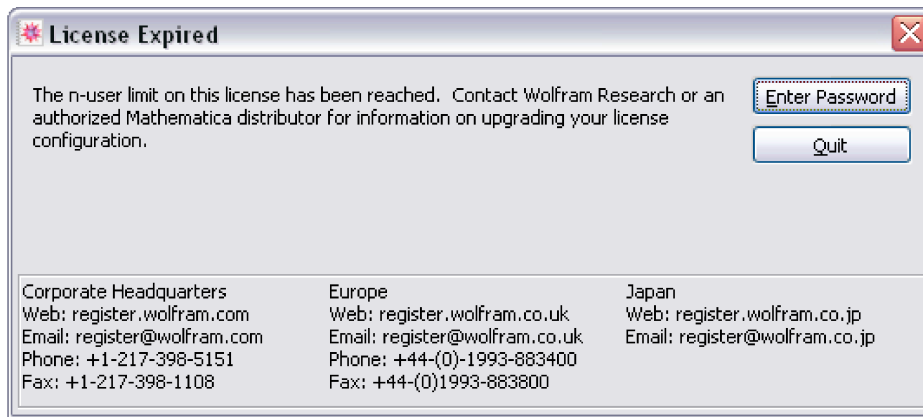 License Expired
The n-user limit on this license has been reached.  Contact Wolfram Research or an
authorized Mathematica distributor for information on upgrading your license
configuration.
Enter Password
Quit
Corporate Headquarters
Web: register.wolfram.com
Email: register@wolfram.com
Phone: +1-217-398-5151
Fax: +1-217-398-1108
Europe
Web: register.wolfram.co.uk
Email: register@wolfram.co.uk
Phone: +44-(0)-1993-883400
Fax: +44-(0)1993-883800
Japan
Web: register.wolfram.co.jp
Email: register@wolfram.co.jp